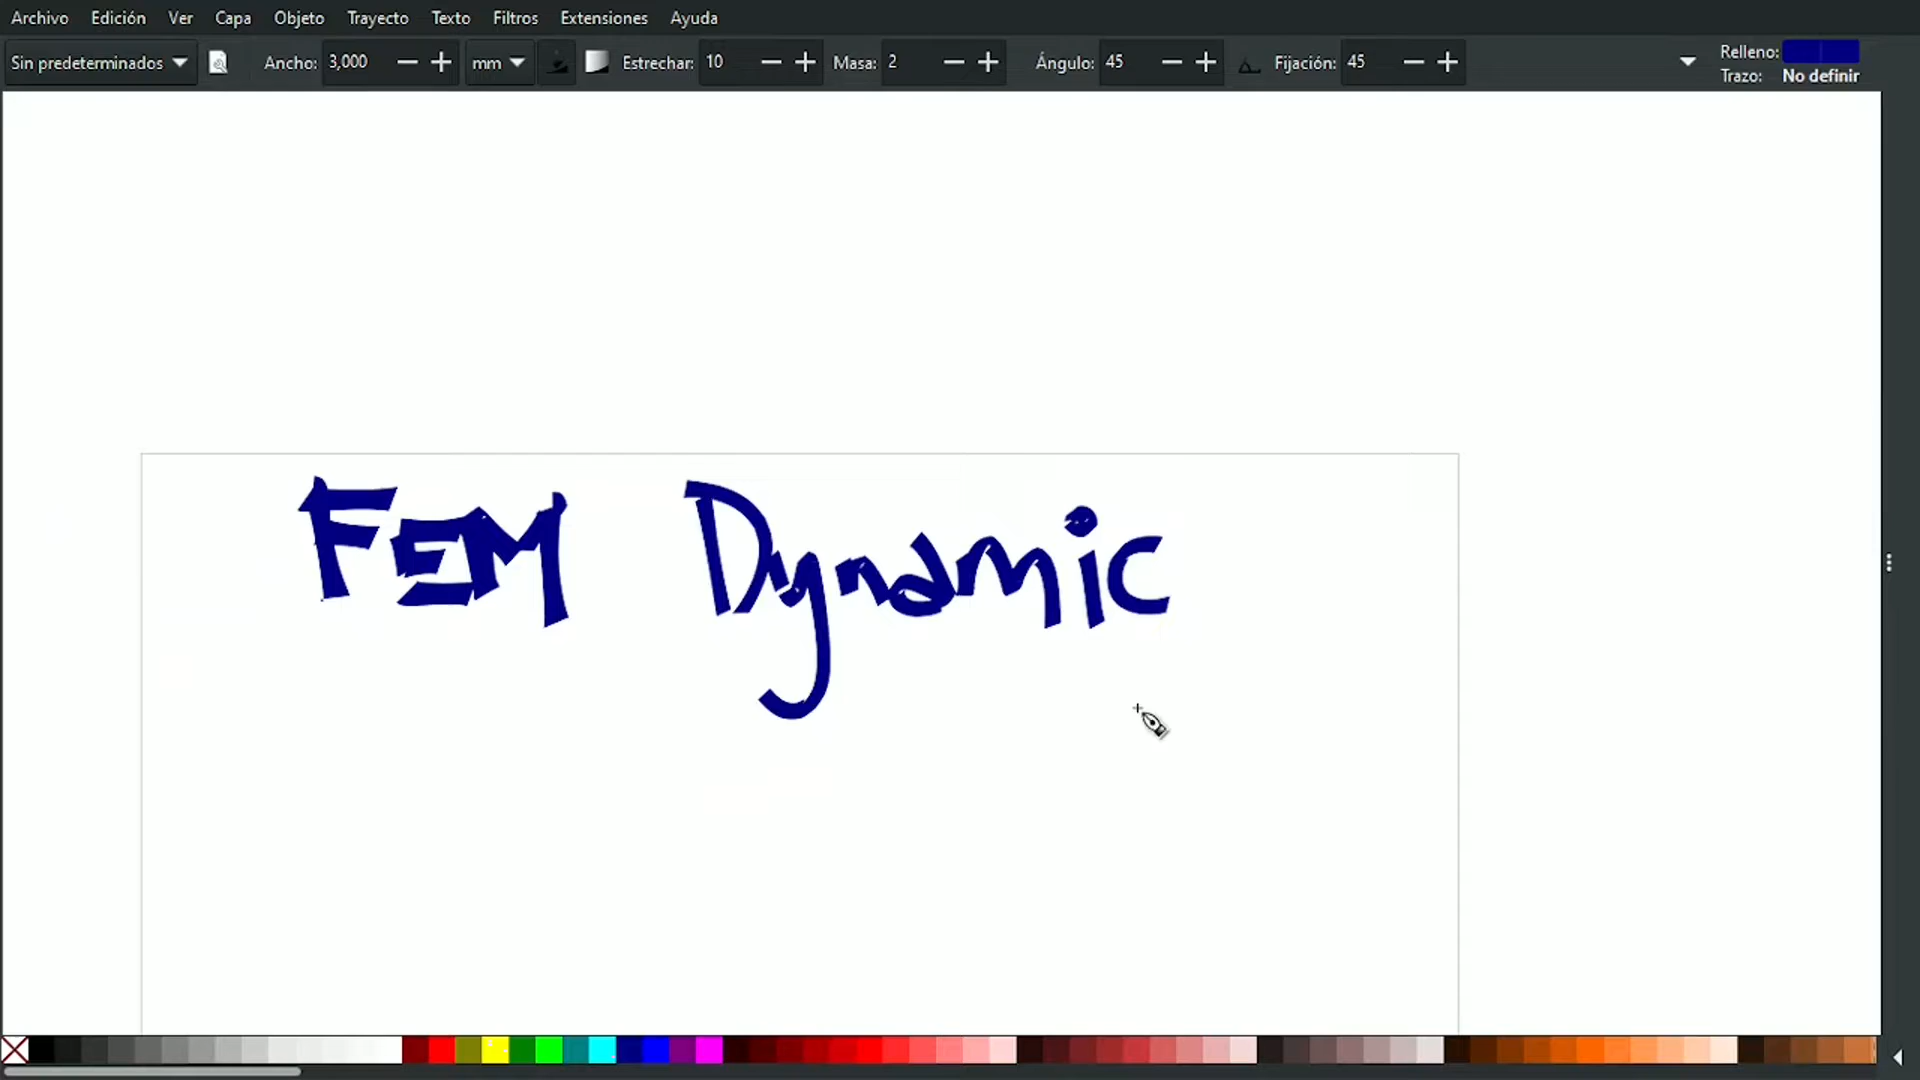 Archivo Edición Ver Capa Objeto Trayecto Texto Filtros Extensiones Ayuda
Sin predeterminados Ancho: 3,000 mm Estrechar: 10 Masa: 2 Ángulo: 45 Fijación: 45
Relleno:
Trazo: No definir
FEM Dynamic